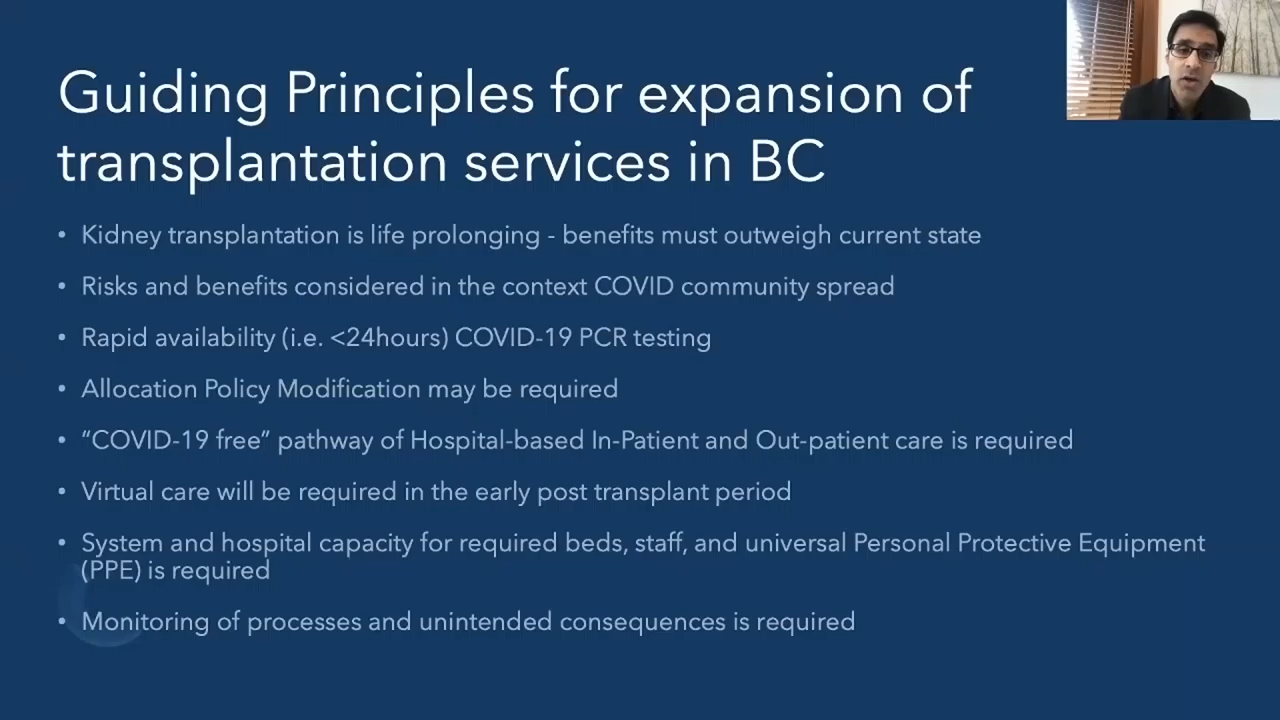 Guiding Principles for expansion of
transplantation services in BC
• Kidney transplantation is life prolonging - benefits must outweigh current state
• Risks and benefits considered in the context COVID community spread
• Rapid availability (i.e. <24hours) COVID-19 PCR testing
• Allocation Policy Modification may be required
• “COVID-19 free” pathway of Hospital-based In-Patient and Out-patient care is required
• Virtual care will be required in the early post transplant period
• System and hospital capacity for required beds, staff, and universal Personal Protective Equipment
(PPE) is required
• Monitoring of processes and unintended consequences is required